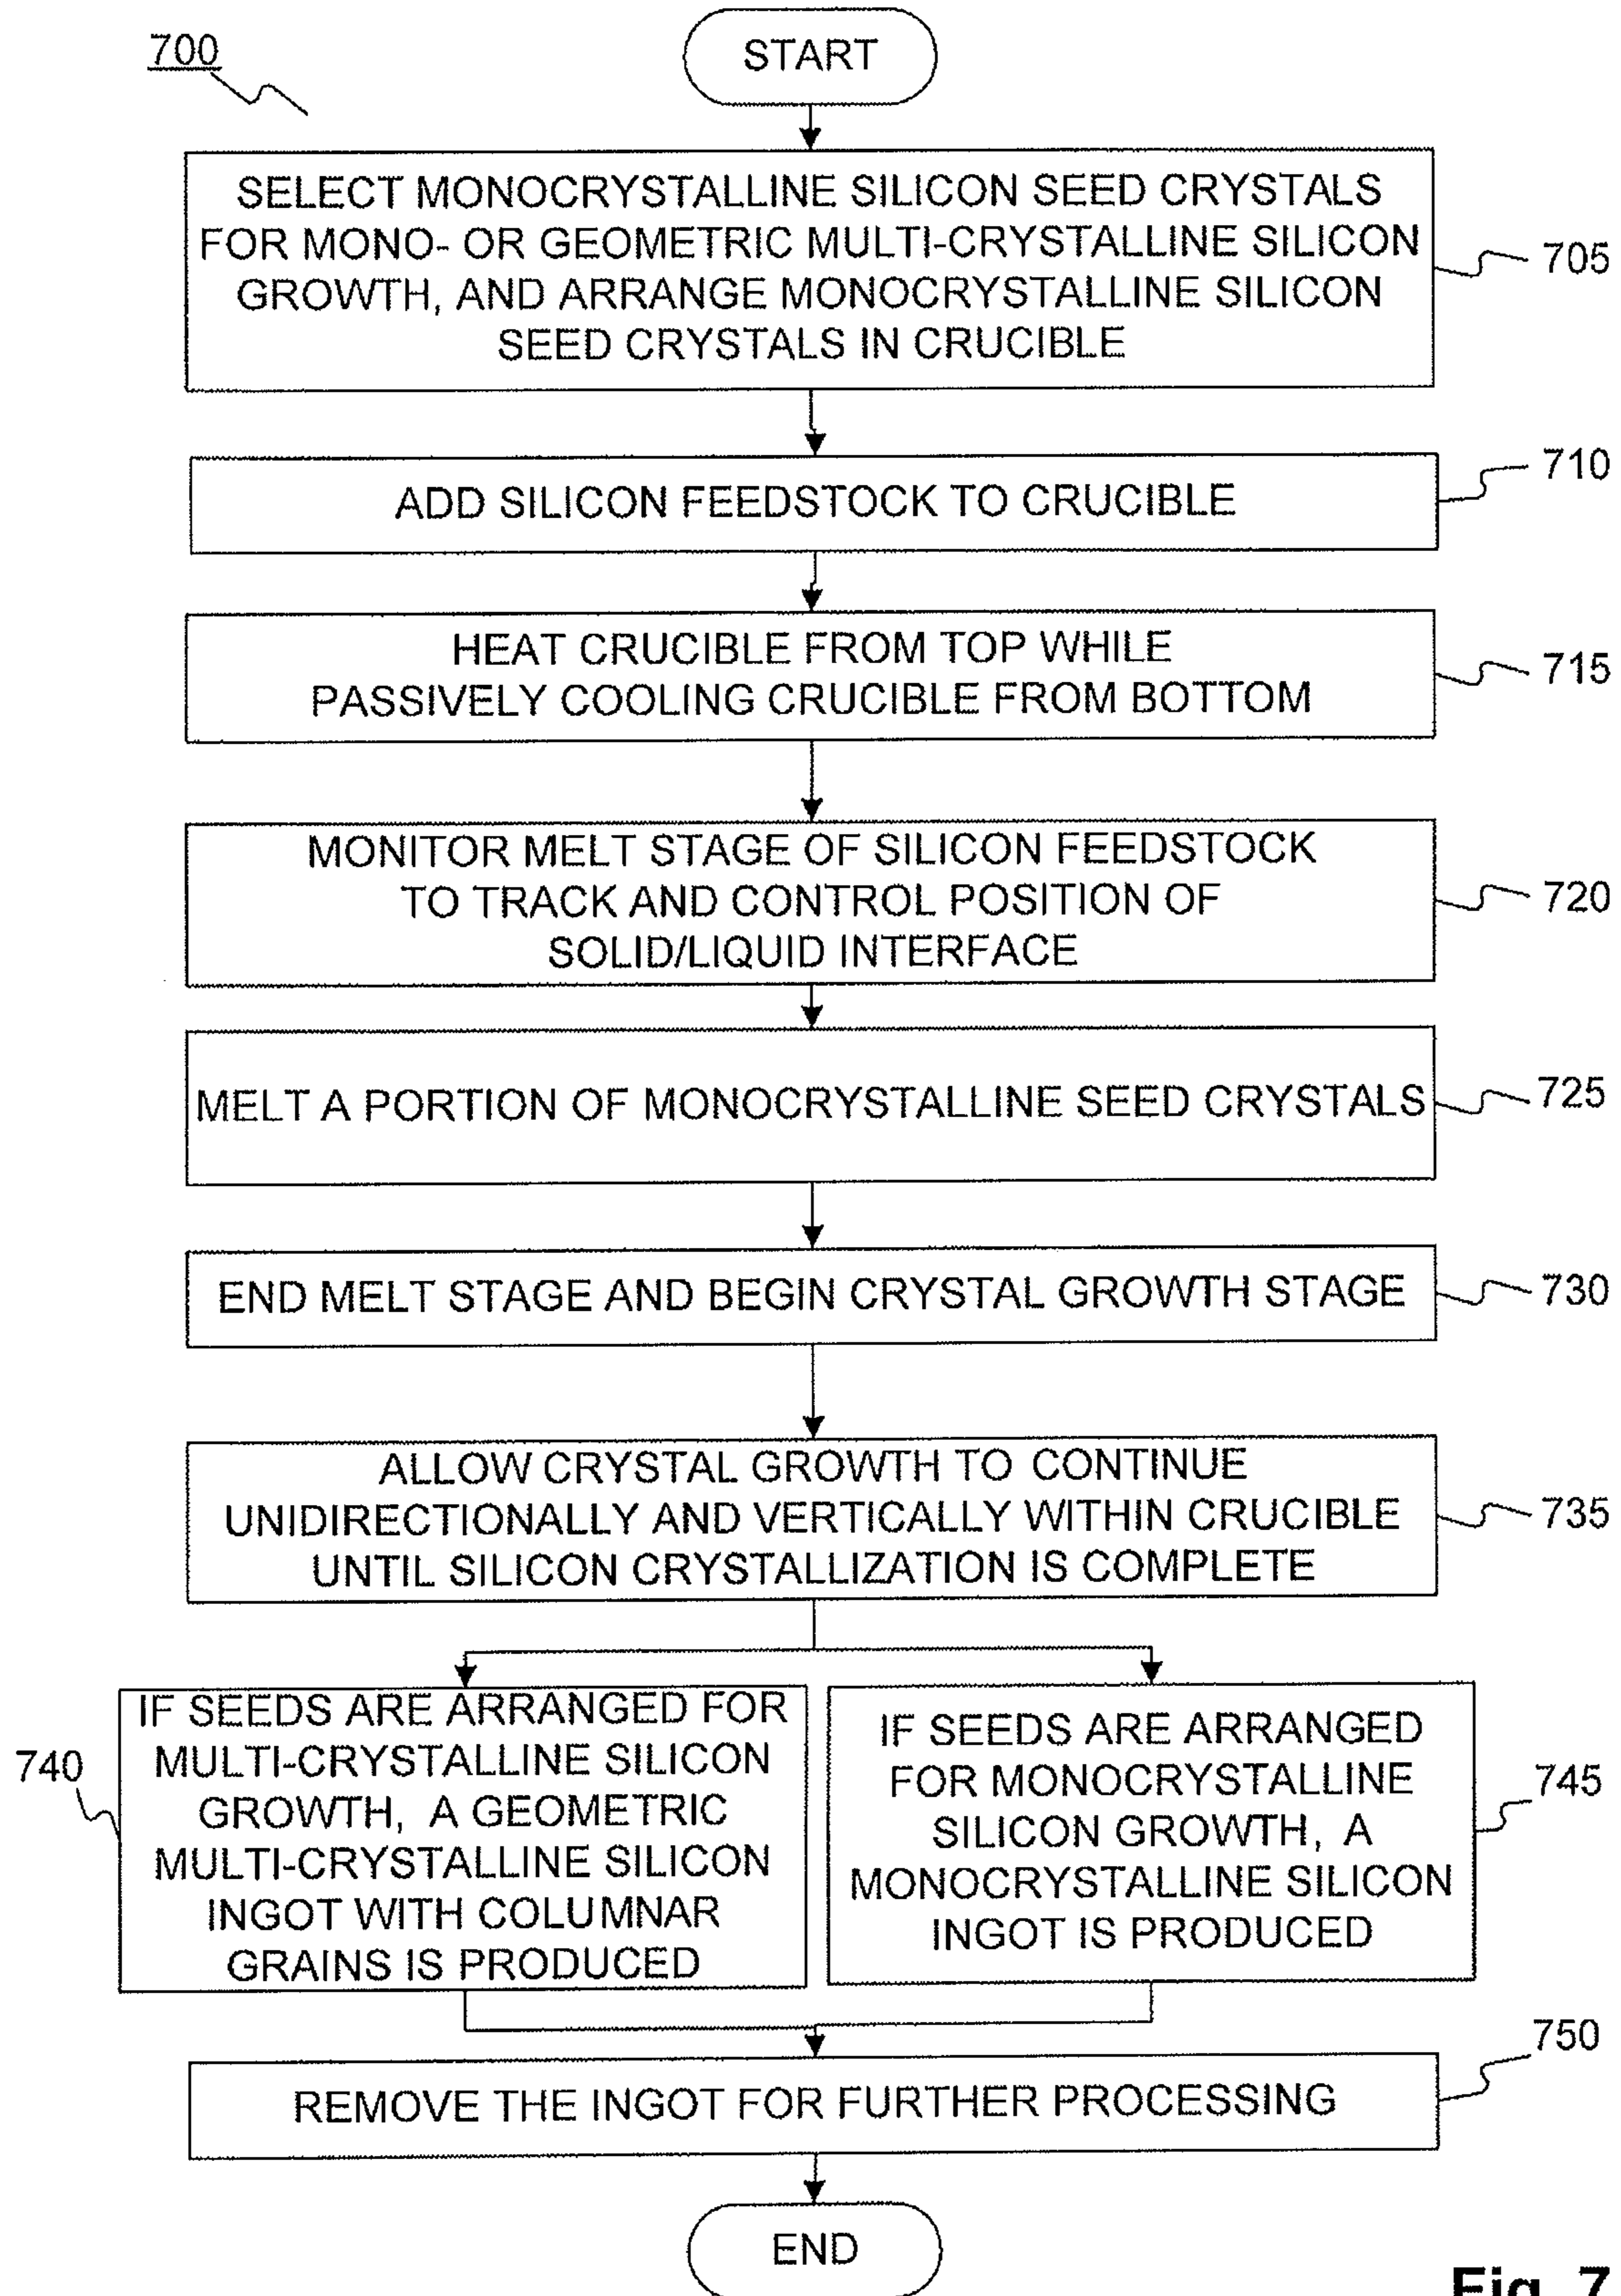 700
START
SELECT MONOCRYSTALLINE SILICON SEED CRYSTALS
FOR MONO- OR GEOMETRIC MULTI-CRYSTALLINE SILICON
GROWTH, AND ARRANGE MONOCRYSTALLINE SILICON
SEED CRYSTALS IN CRUCIBLE
705
ADD SILICON FEEDSTOCK TO CRUCIBLE
710
HEAT CRUCIBLE FROM TOP WHILE
PASSIVELY COOLING CRUCIBLE FROM BOTTOM
715
MONITOR MELT STAGE OF SILICON FEEDSTOCK
TO TRACK AND CONTROL POSITION OF
SOLID/LIQUID INTERFACE
720
MELT A PORTION OF MONOCRYSTALLINE SEED CRYSTALS
725
END MELT STAGE AND BEGIN CRYSTAL GROWTH STAGE
730
ALLOW CRYSTAL GROWTH TO CONTINUE
UNIDIRECTIONALLY AND VERTICALLY WITHIN CRUCIBLE
UNTIL SILICON CRYSTALLIZATION IS COMPLETE
735
740
IF SEEDS ARE ARRANGED FOR
MULTI-CRYSTALLINE SILICON
GROWTH, A GEOMETRIC
MULTI-CRYSTALLINE SILICON
INGOT WITH COLUMNAR
GRAINS IS PRODUCED
IF SEEDS ARE ARRANGED
FOR MONOCRYSTALLINE
SILICON GROWTH, A
MONOCRYSTALLINE SILICON
INGOT IS PRODUCED
745
REMOVE THE INGOT FOR FURTHER PROCESSING
750
END
Fig. 7